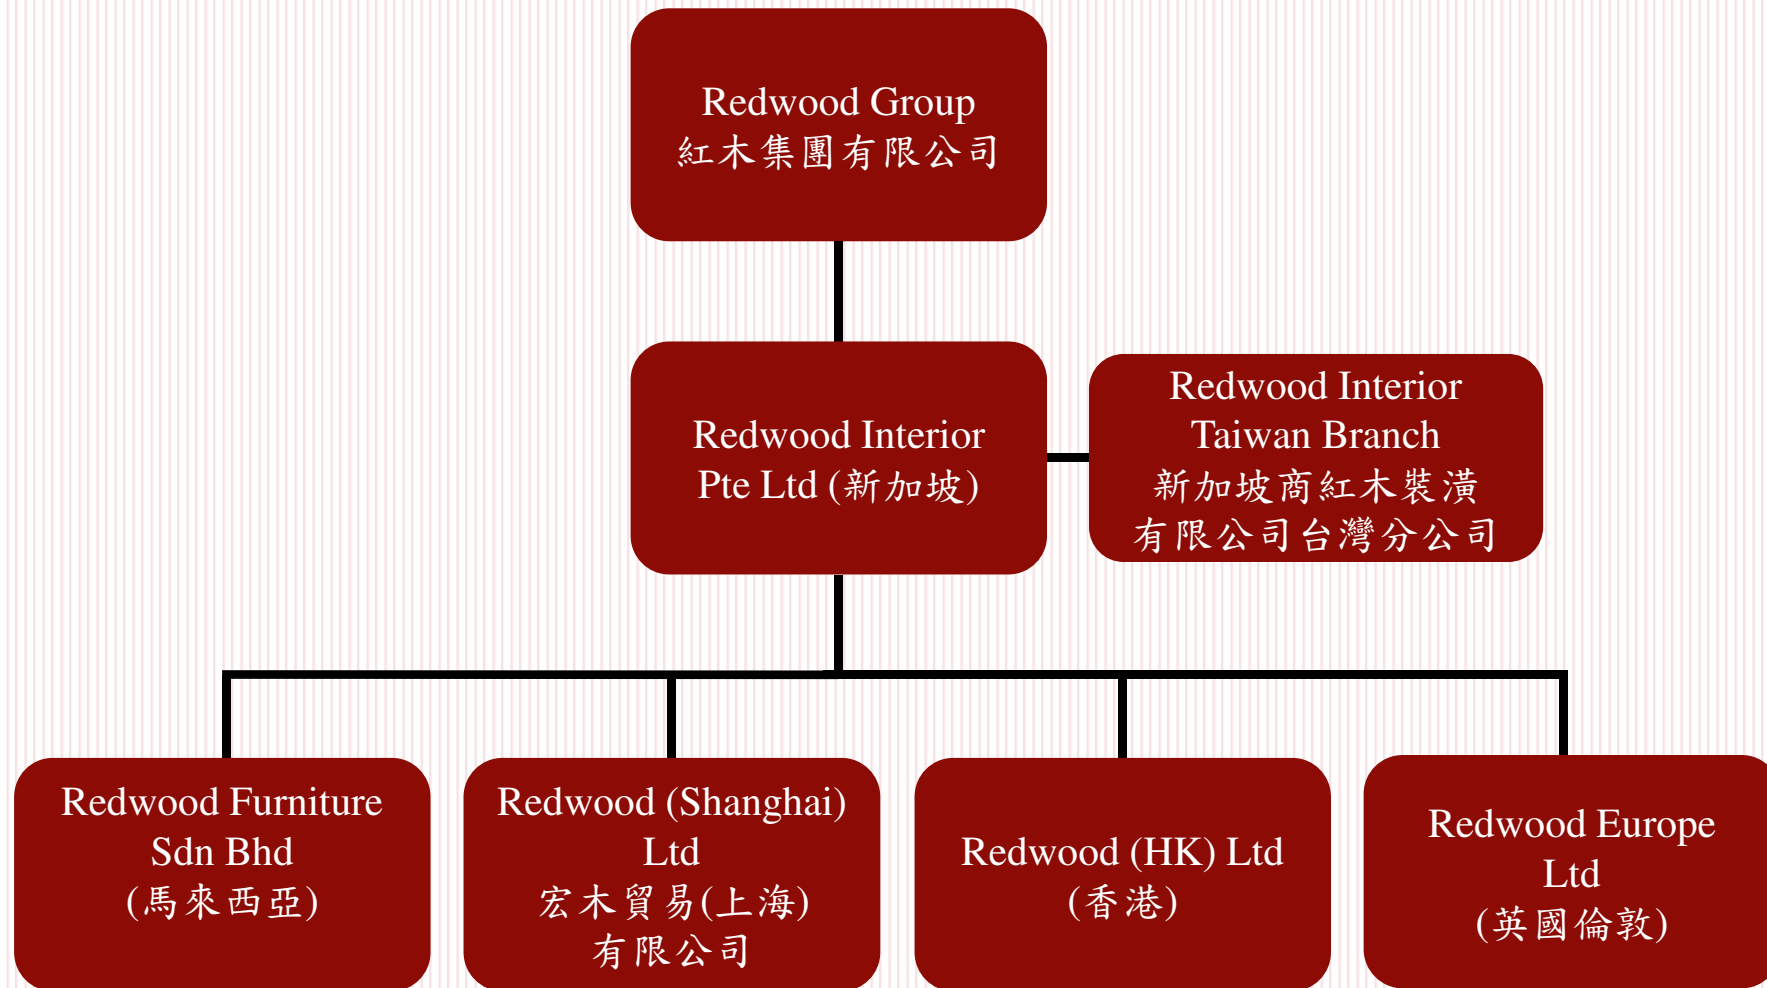 Redwood Group
紅木集團有限公司
Redwood Interior
Pte Ltd (新加坡)
Redwood Interior
Taiwan Branch
新加坡商紅木裝潢
有限公司台灣分公司
Redwood Furniture
Sdn Bhd
(馬來西亞)
Redwood (Shanghai)
Ltd
宏木貿易(上海)
有限公司
Redwood (HK) Ltd
(香港)
Redwood Europe
Ltd
(英國倫敦)